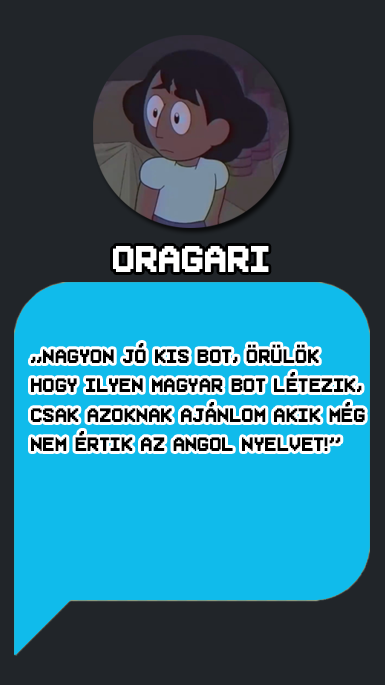 ORAGARI
„NAGYON JÓ KIS BOT, ÖRÜLÖK
HOGY ILYEN MAGYAR BOT LÉTEZIK,
CSAK AZOKNAK AJÁNLOM AKIK MÉG
NEM ÉRTIK AZ ANGOL NYELVET!”